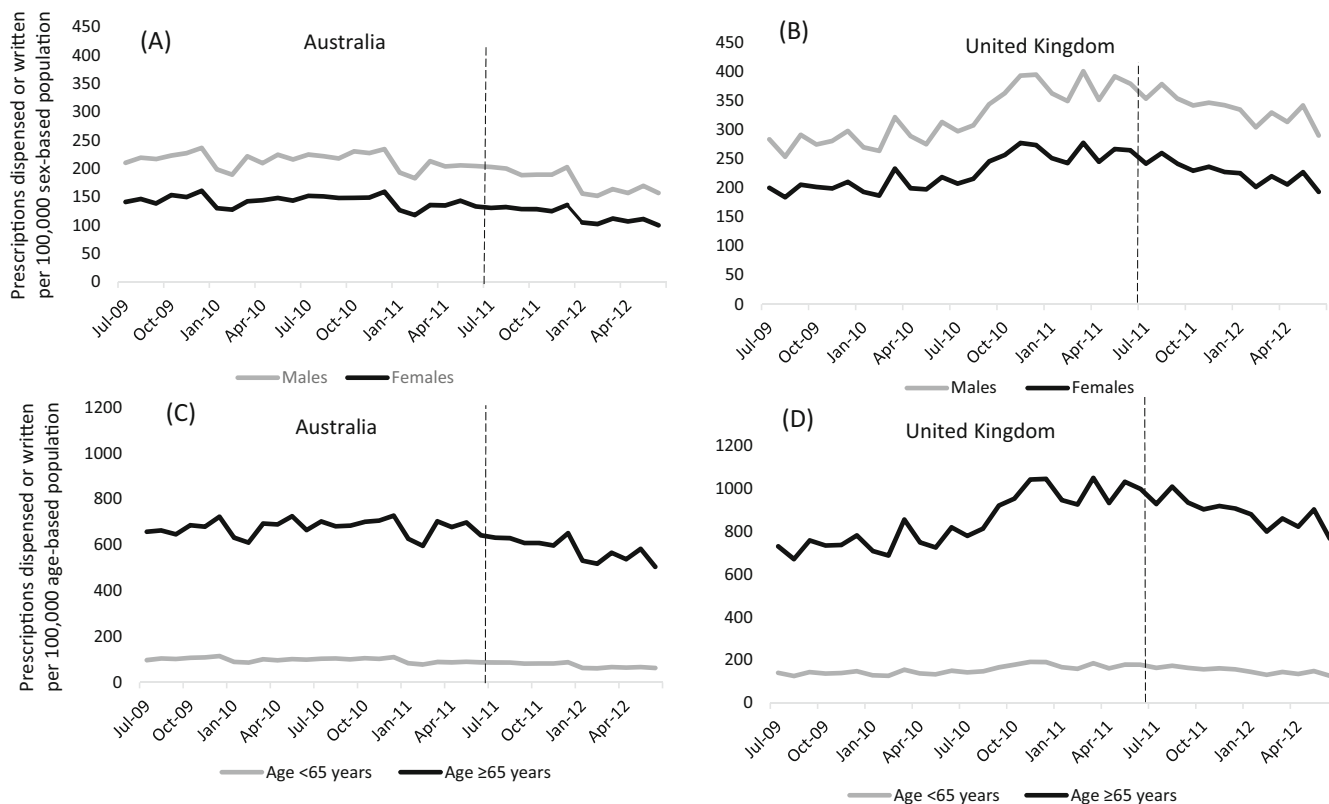 Prescriptions dispensed or written
per 100,000 sex-based population
(A)
Australia
450
400
350
300
250
200
150
100
50
0
Jul-09
Oct-09
Jan-10
Apr-10
Jul-10
Oct-10
Jan-11
Apr-11
Jul-11
Oct-11
Jan-12
Apr-12
Males Females
(B)
United Kingdom
450
400
350
300
250
200
150
100
50
0
Jul-09
Oct-09
Jan-10
Apr-10
Jul-10
Oct-10
Jan-11
Apr-11
Jul-11
Oct-11
Jan-12
Apr-12
Males Females
Prescriptions dispensed or written
per 100,000 age-based population
(C)
Australia
1200
1000
800
600
400
200
0
Jul-09
Oct-09
Jan-10
Apr-10
Jul-10
Oct-10
Jan-11
Apr-11
Jul-11
Oct-11
Jan-12
Apr-12
Age <65 years Age ≥65 years
(D)
United Kingdom
1200
1000
800
600
400
200
0
Jul-09
Oct-09
Jan-10
Apr-10
Jul-10
Oct-10
Jan-11
Apr-11
Jul-11
Oct-11
Jan-12
Apr-12
Age <65 years Age ≥65 years